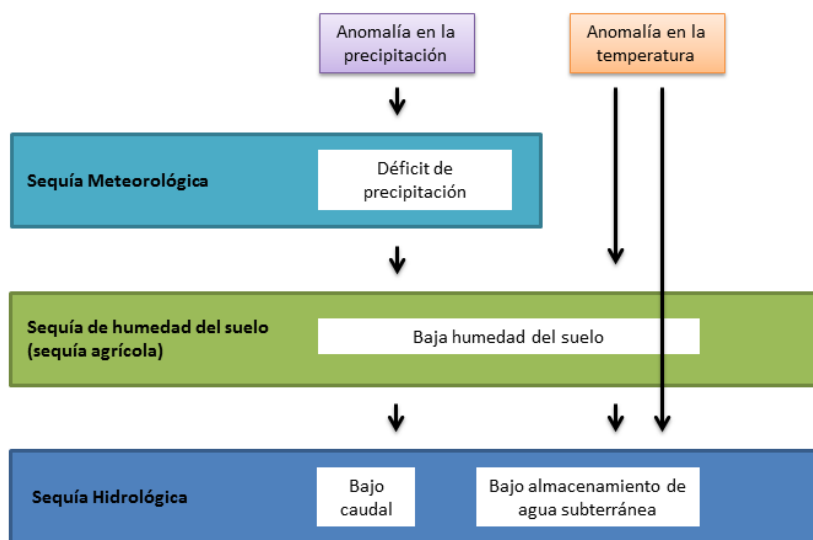 Anomalía en la
precipitación
Anomalía en la
temperatura
Sequía Meteorológica
Déficit de
precipitación
Sequía de humedad del suelo
(sequía agrícola)
Baja humedad del suelo
Sequía Hidrológica
Bajo
caudal
Bajo almacenamiento de
agua subterránea